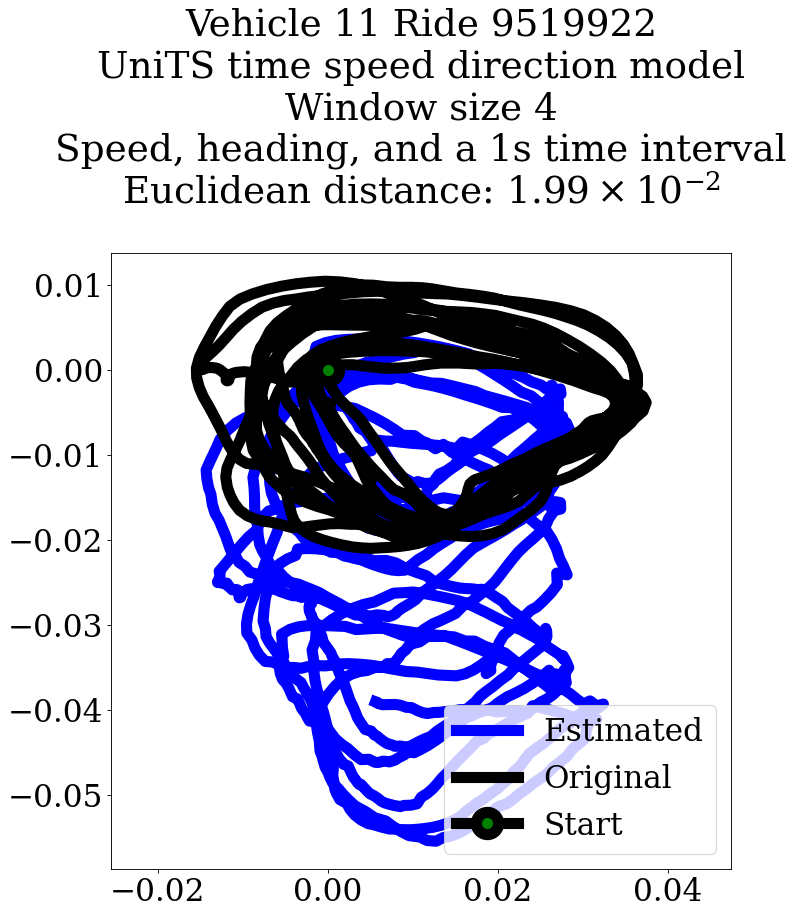 Vehicle 11 Ride 9519922
UniTS time speed direction model
Window size 4
Speed, heading, and a 1s time interval
Euclidean distance: 1.99 × 10⁻²
0.01
0.00
−0.01
−0.02
−0.03
−0.04
−0.05
Estimated
Original
Start
−0.02 0.00 0.02 0.04